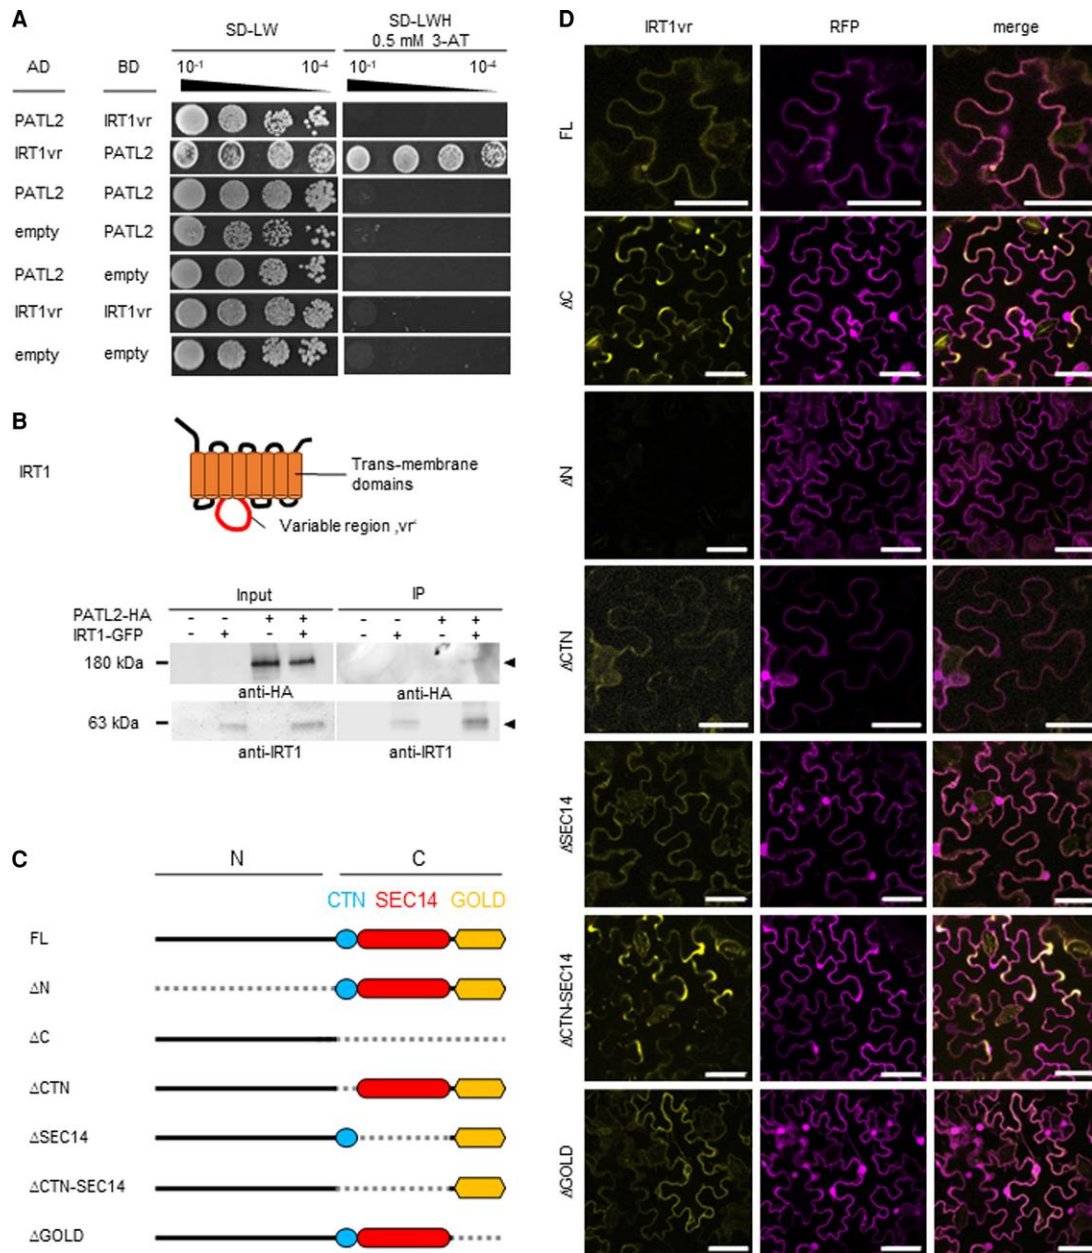 A
SD-LW
SD-LWH
0.5 mM 3-AT
AD BD 10-1 10-4 10-1 10-4
PATL2 IRT1vr
IRT1vr PATL2
PATL2 PATL2
empty PATL2
PATL2 empty
IRT1vr IRT1vr
empty empty
B
IRT1
Trans-membrane
domains
Variable region ‚vr‘
Input IP
PATL2-HA - - + + - - + +
IRT1-GFP - + - + - + - +
180 kDa
anti-HA anti-HA
63 kDa
anti-IRT1 anti-IRT1
C
N C
CTN SEC14 GOLD
FL
ΔN
ΔC
ΔCTN
ΔSEC14
ΔCTN-SEC14
ΔGOLD
D
IRT1vr RFP merge
FL
ΔC
ΔN
ΔCTN
ΔSEC14
ΔCTN-SEC14
ΔGOLD